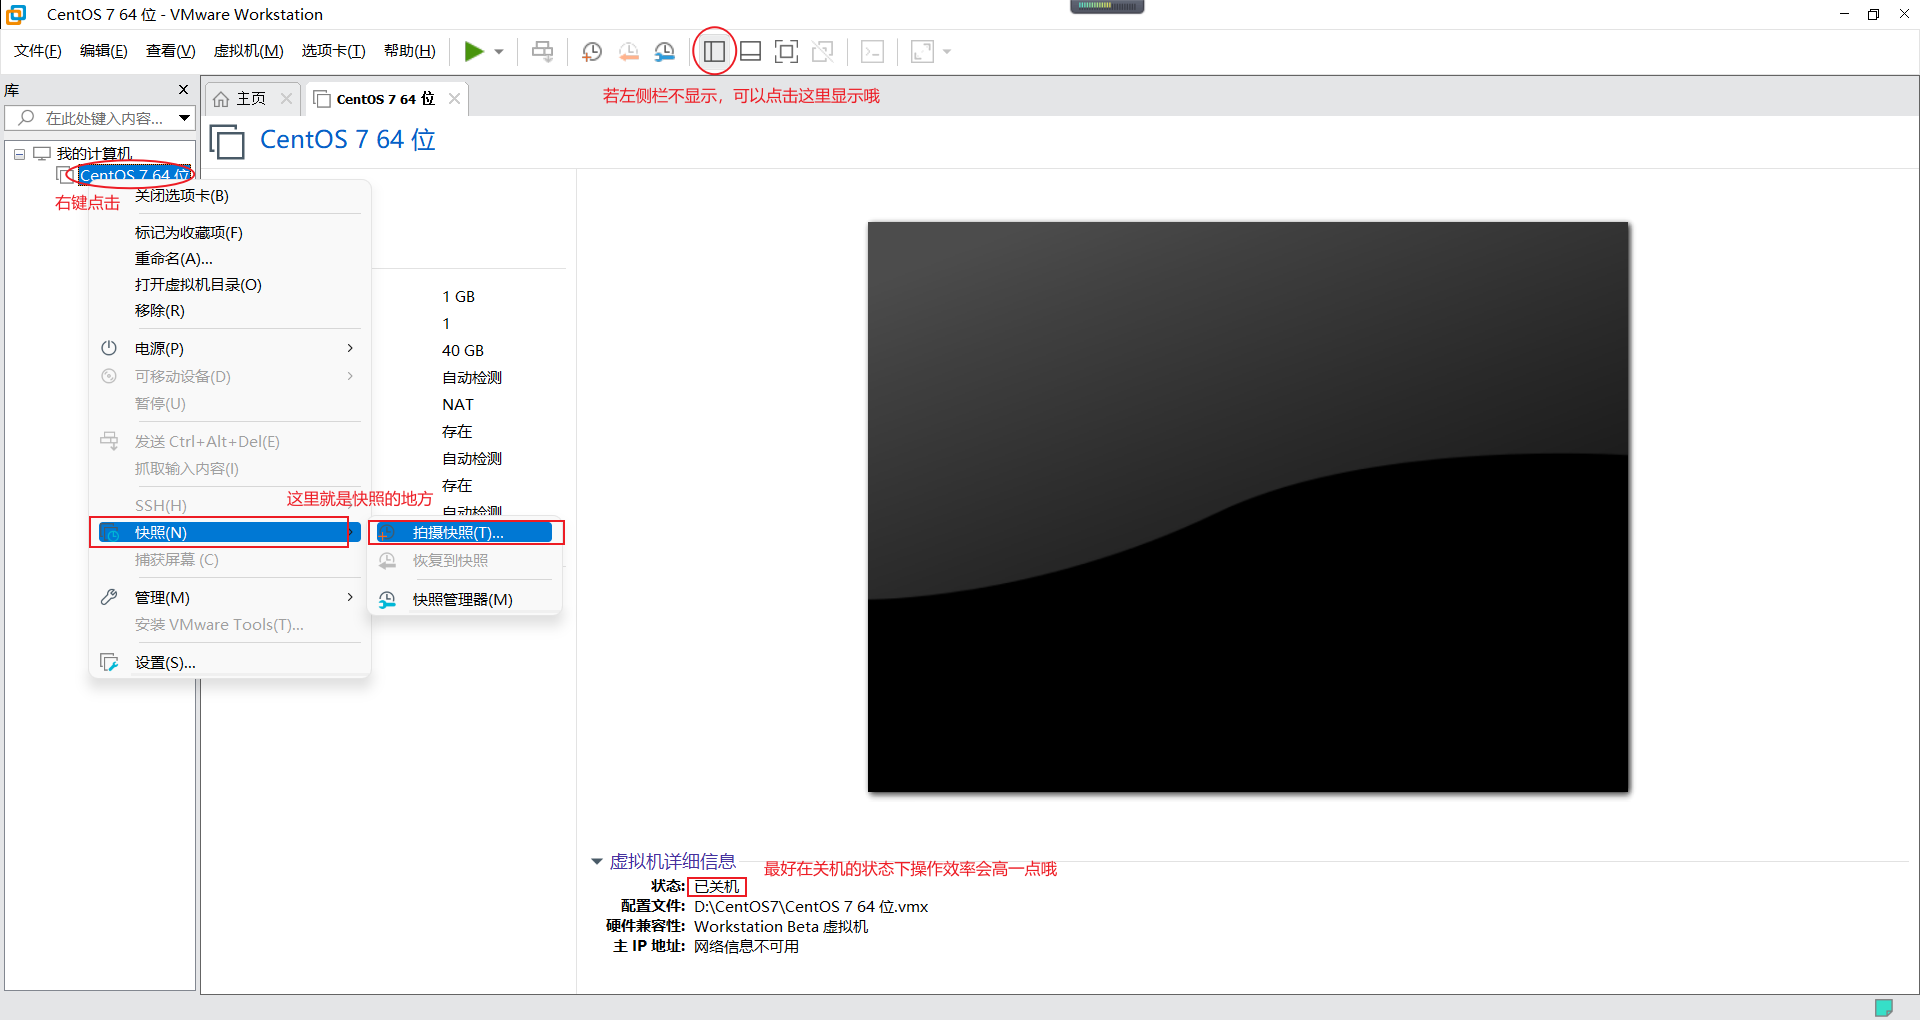 CentOS 7 64 位 - VMware Workstation
文件(F) 编辑(E) 查看(V) 虚拟机(M) 选项卡(T) 帮助(H)
库
主页
CentOS 7 64 位
若左侧栏不显示，可以点击这里显示哦
在此处键入内容...
CentOS 7 64 位
我的计算机
CentOS 7 64 位
右键点击
关闭选项卡(B)
标记为收藏项(F)
重命名(A)...
打开虚拟机目录(O)
移除(R)
电源(P)
可移动设备(D)
暂停(U)
发送 Ctrl+Alt+Del(E)
抓取输入内容(I)
SSH(H)
快照(N)
捕获屏幕 (C)
管理(M)
安装 VMware Tools(T)...
设置(S)...
1 GB
1
40 GB
自动检测
NAT
存在
自动检测
存在
自动检测
这里就是快照的地方
拍摄快照(T)...
恢复到快照
快照管理器(M)
虚拟机详细信息
最好在关机的状态下操作效率会高一点哦
状态: 已关机
配置文件: D:\CentOS7\CentOS 7 64 位.vmx
硬件兼容性: Workstation Beta 虚拟机
主 IP 地址: 网络信息不可用